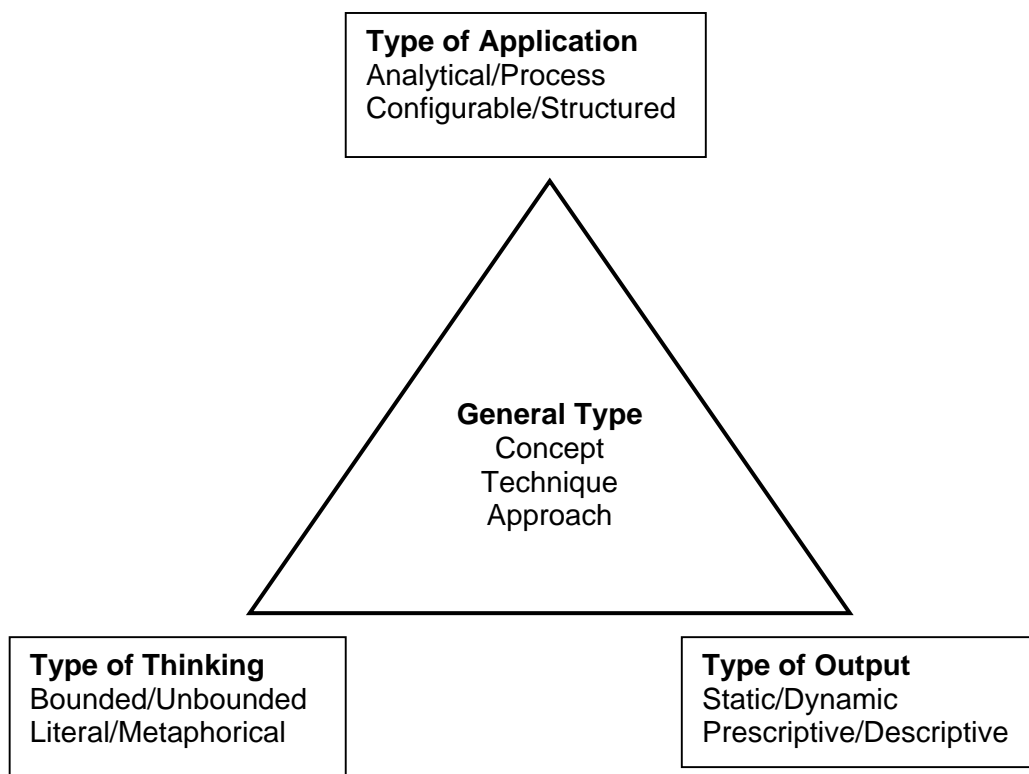 Type of Application
Analytical/Process
Configurable/Structured
General Type
Concept
Technique
Approach
Type of Thinking
Bounded/Unbounded
Literal/Metaphorical
Type of Output
Static/Dynamic
Prescriptive/Descriptive